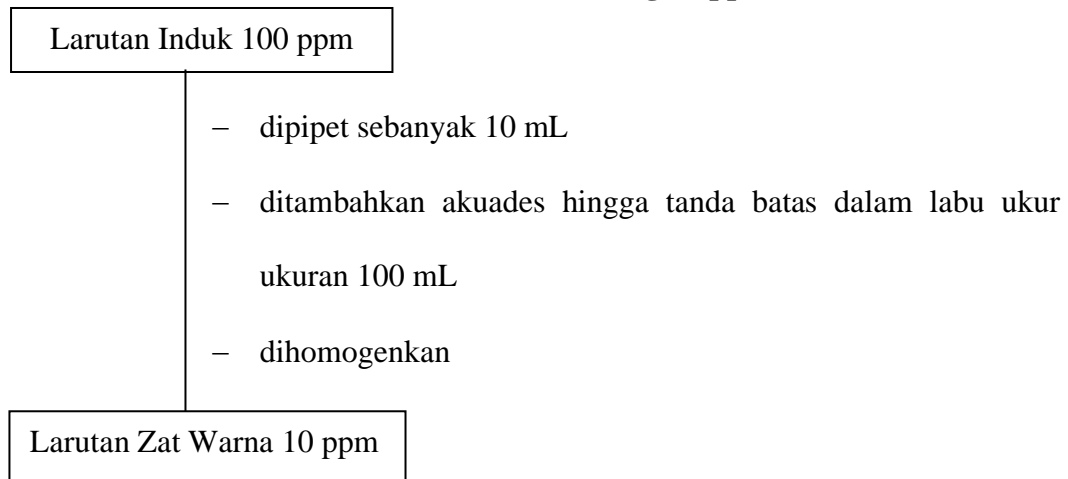 Larutan Induk 100 ppm
– dipipet sebanyak 10 mL
– ditambahkan akuades hingga tanda batas dalam labu ukur
ukuran 100 mL
– dihomogenkan
Larutan Zat Warna 10 ppm